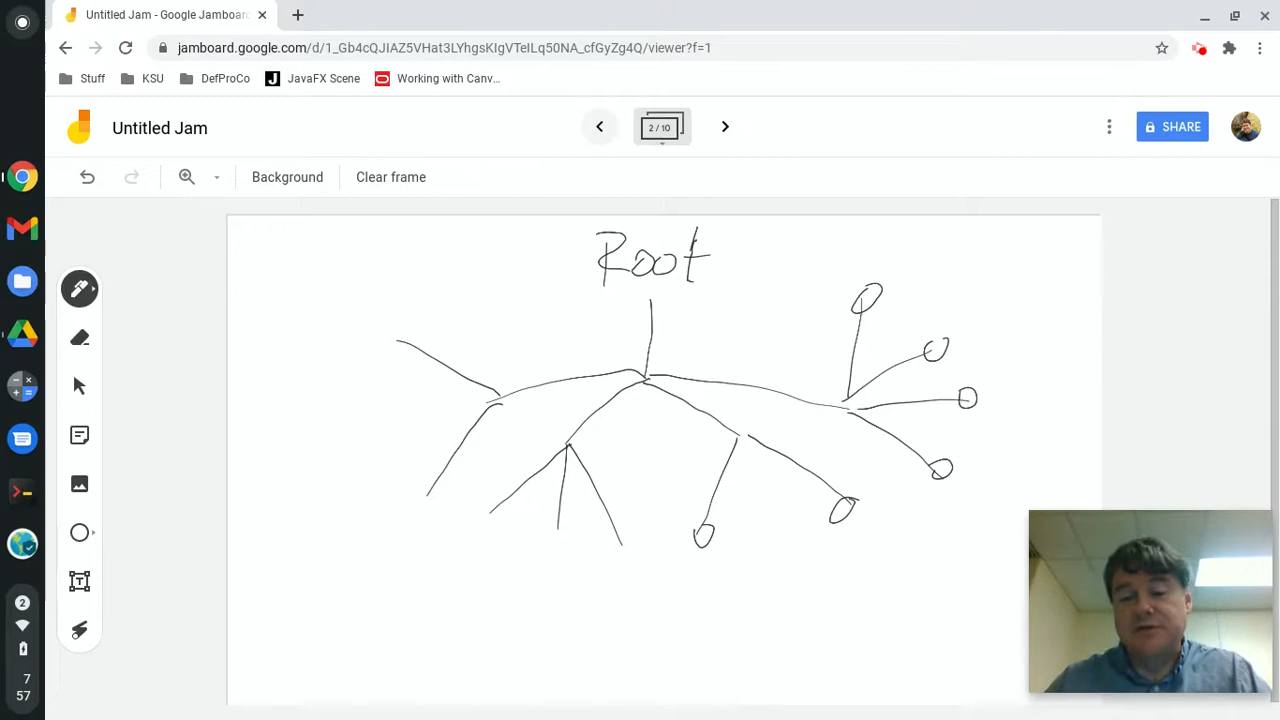 Untitled Jam - Google Jamboard
jamboard.google.com/d/1_Gb4cQJIAZ5VHat3LYhgsKIgVTeILq50NA_cfGyZg4Q/viewer?f=1
Stuff KSU DefProCo JavaFX Scene Working with Canv...
Untitled Jam
2 / 10
SHARE
Background Clear frame
Root
2
7
57